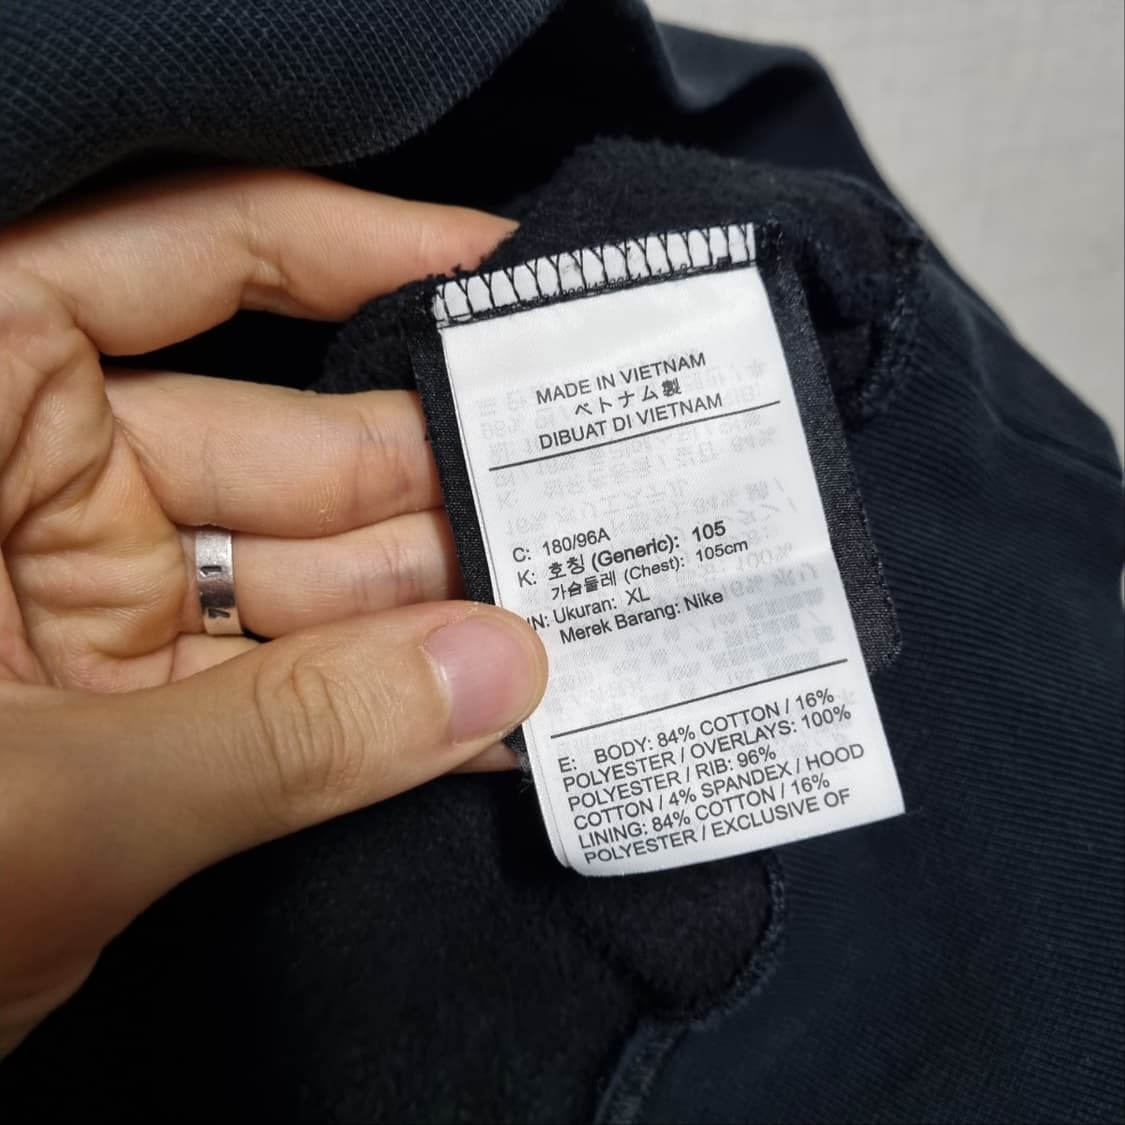 MADE IN VIETNAM
ベトナム製
DIBUAT DI VIETNAM
C: 180/96A
K: 호칭 (Generic): 105
가슴둘레 (Chest): 105cm
IN: Ukuran: XL
Merek Barang: Nike
E: BODY: 84% COTTON / 16%
POLYESTER / OVERLAYS: 100%
POLYESTER / RIB: 96%
COTTON / 4% SPANDEX / HOOD
LINING: 84% COTTON / 16%
POLYESTER / EXCLUSIVE OF